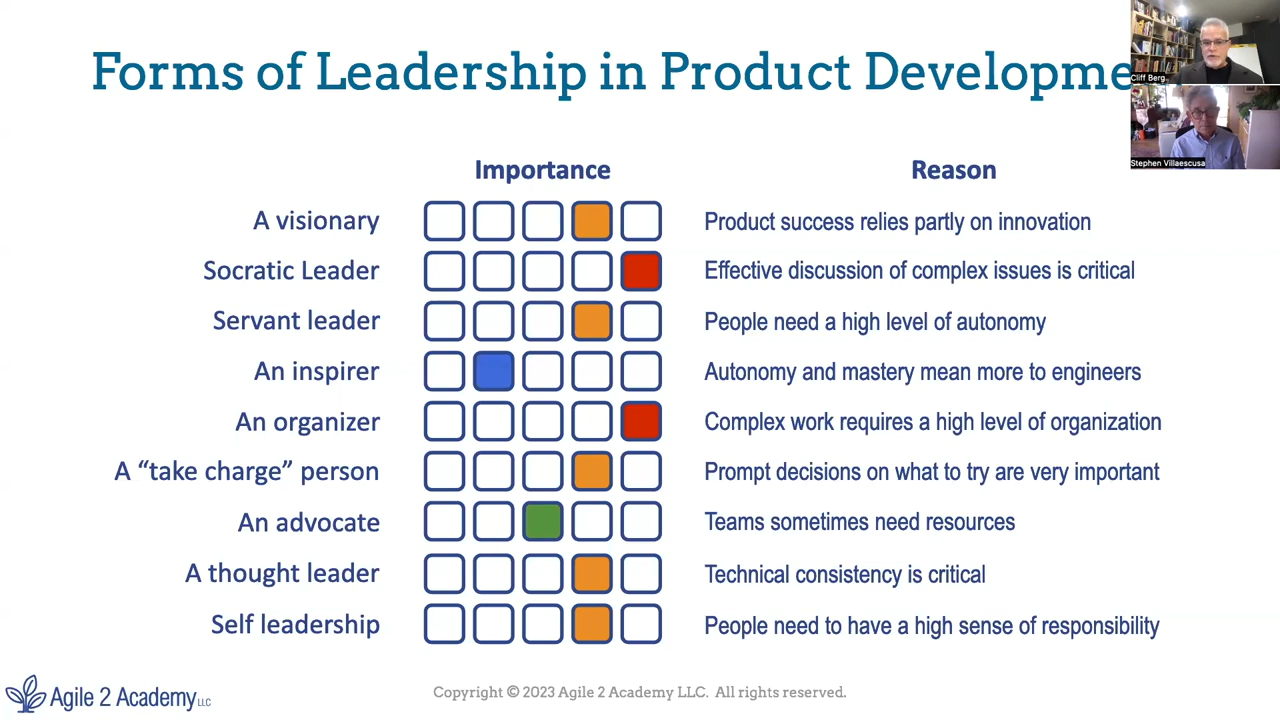 Forms of Leadership in Product Developme
Cliff Berg
Stephen Villaescusa
Importance Reason
A visionary Product success relies partly on innovation
Socratic Leader Effective discussion of complex issues is critical
Servant leader People need a high level of autonomy
An inspirer Autonomy and mastery mean more to engineers
An organizer Complex work requires a high level of organization
A “take charge” person Prompt decisions on what to try are very important
An advocate Teams sometimes need resources
A thought leader Technical consistency is critical
Self leadership People need to have a high sense of responsibility
Agile 2 Academy LLC
Copyright © 2023 Agile 2 Academy LLC. All rights reserved.